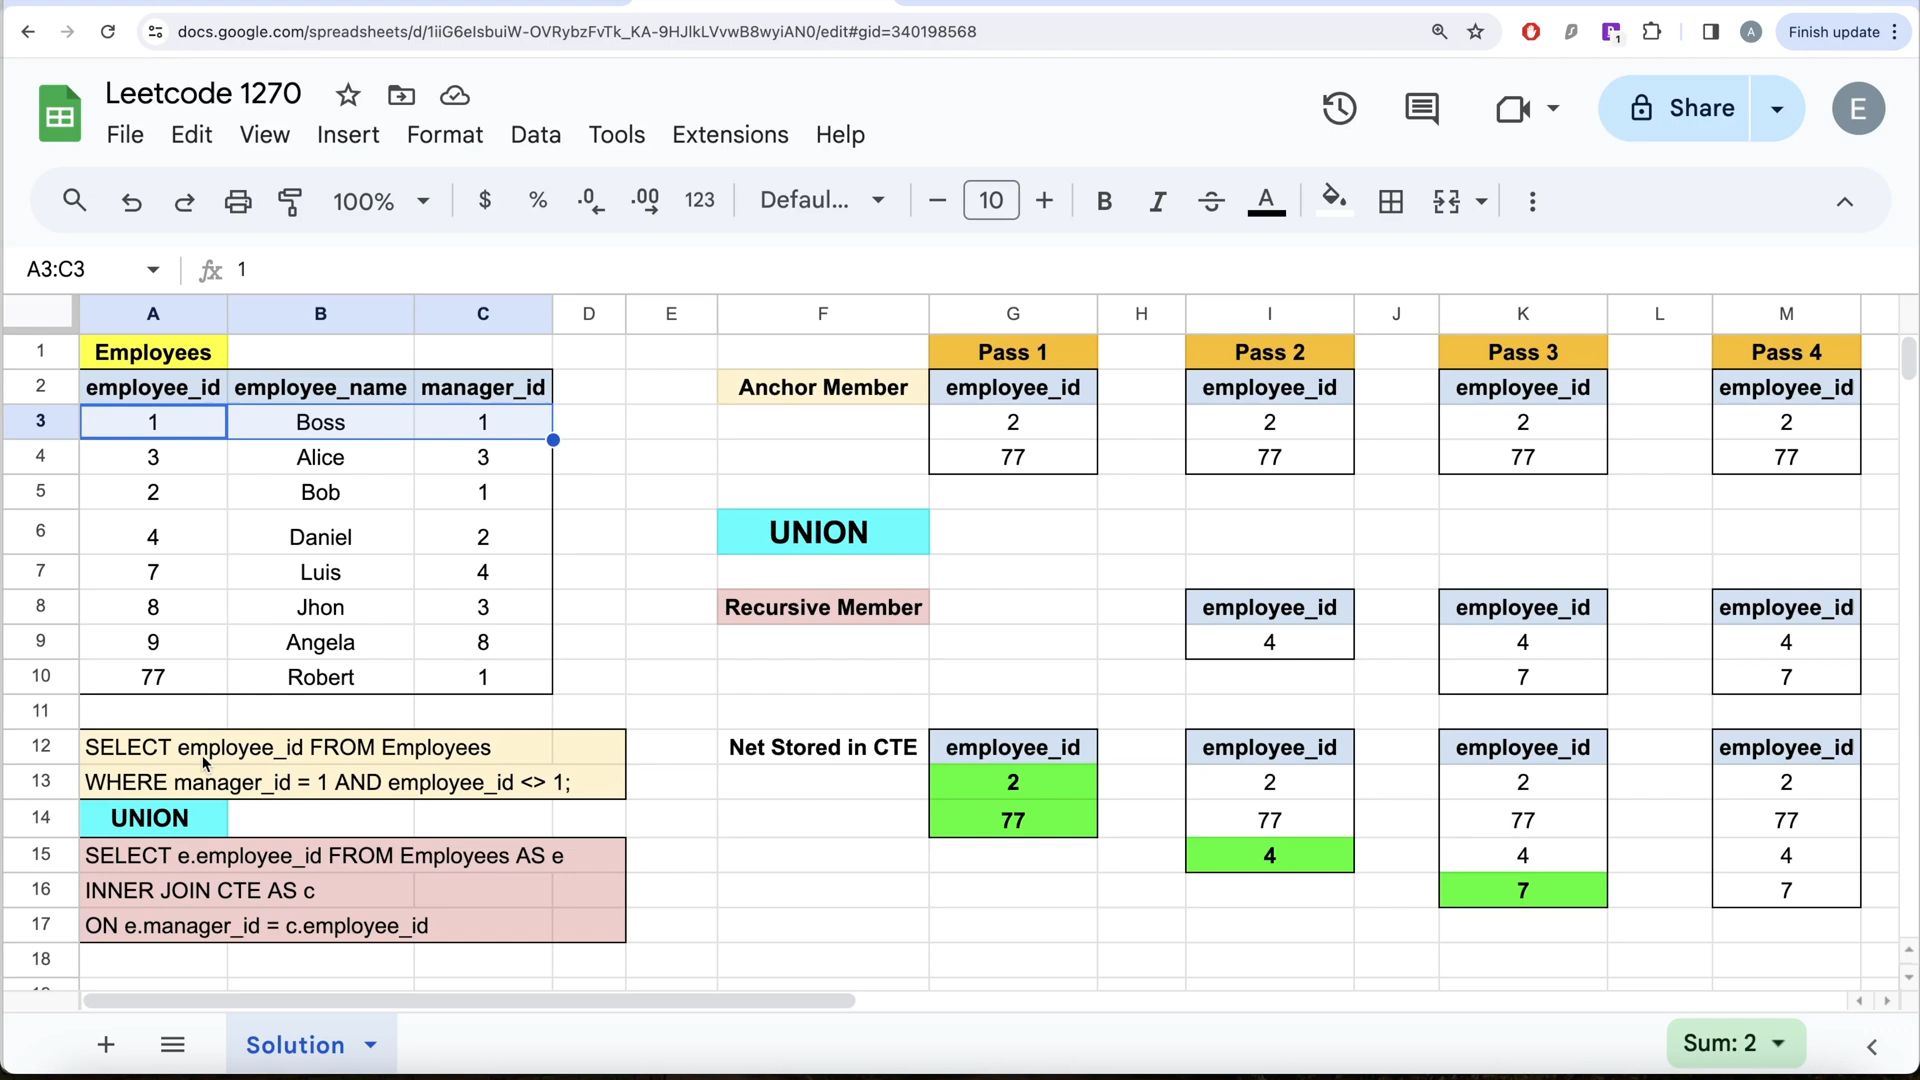 docs.google.com/spreadsheets/d/1iiG6eIsbuiW-OVRybzFvTk_KA-9HJIkLVvwB8wyiAN0/edit#gid=340198568
1
A
Finish update
Leetcode 1270
File Edit View Insert Format Data Tools Extensions Help
Share
E
100%
$ % .0 .00 123
Defaul...
10
B I S A
A3:C3
fx 1
A B C D E F G H I J K L M
1 Employees Pass 1 Pass 2 Pass 3 Pass 4
2 employee_id employee_name manager_id Anchor Member employee_id employee_id employee_id employee_id
3 1 Boss 1 2 2 2 2
4 3 Alice 3 77 77 77 77
5 2 Bob 1
6 4 Daniel 2 UNION
7 7 Luis 4
8 8 Jhon 3 Recursive Member employee_id employee_id employee_id
9 9 Angela 8 4 4 4
10 77 Robert 1 7 7
11
12 SELECT employee_id FROM Employees Net Stored in CTE employee_id employee_id employee_id employee_id
13 WHERE manager_id = 1 AND employee_id <> 1; 2 2 2 2
14 UNION 77 77 77 77
15 SELECT e.employee_id FROM Employees AS e 4 4 4
16 INNER JOIN CTE AS c 7 7
17 ON e.manager_id = c.employee_id
18
Solution
Sum: 2